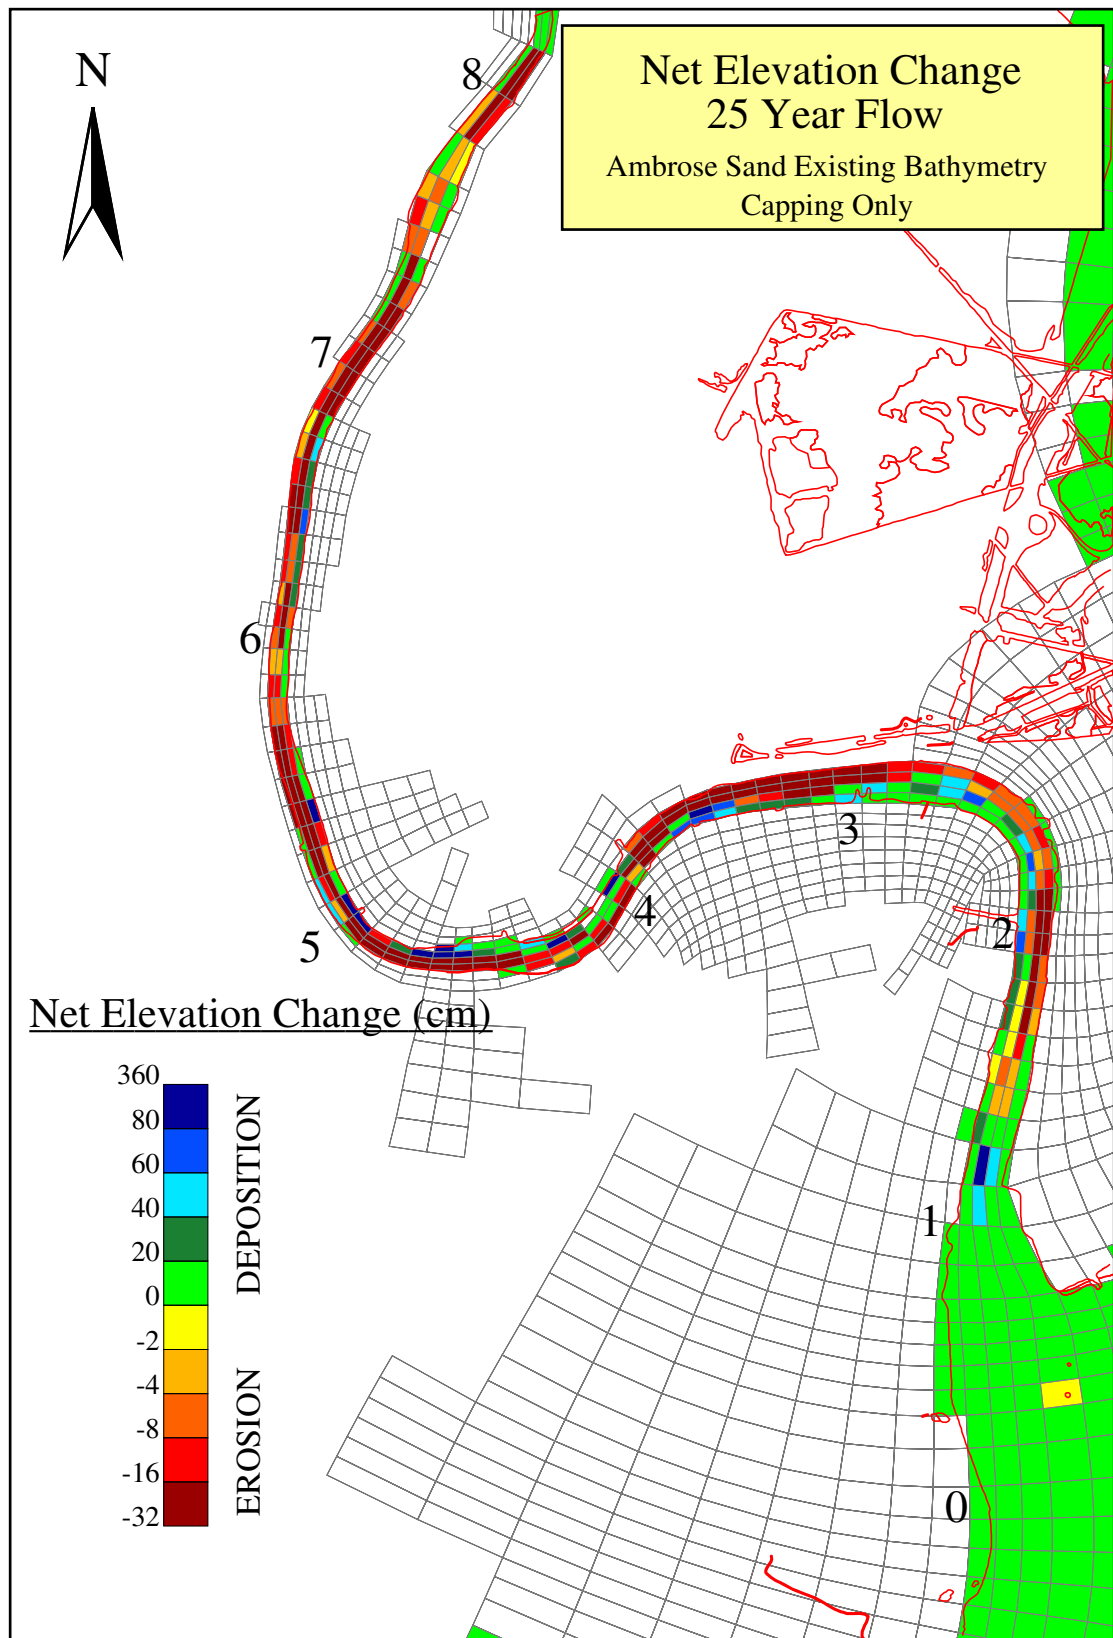 Net Elevation Change
25 Year Flow
Ambrose Sand Existing Bathymetry
Capping Only
N
8
7
6
5
4
3
2
1
0
Net Elevation Change (cm)
360
80
60
40
20
0
-2
-4
-8
-16
-32
DEPOSITION
EROSION